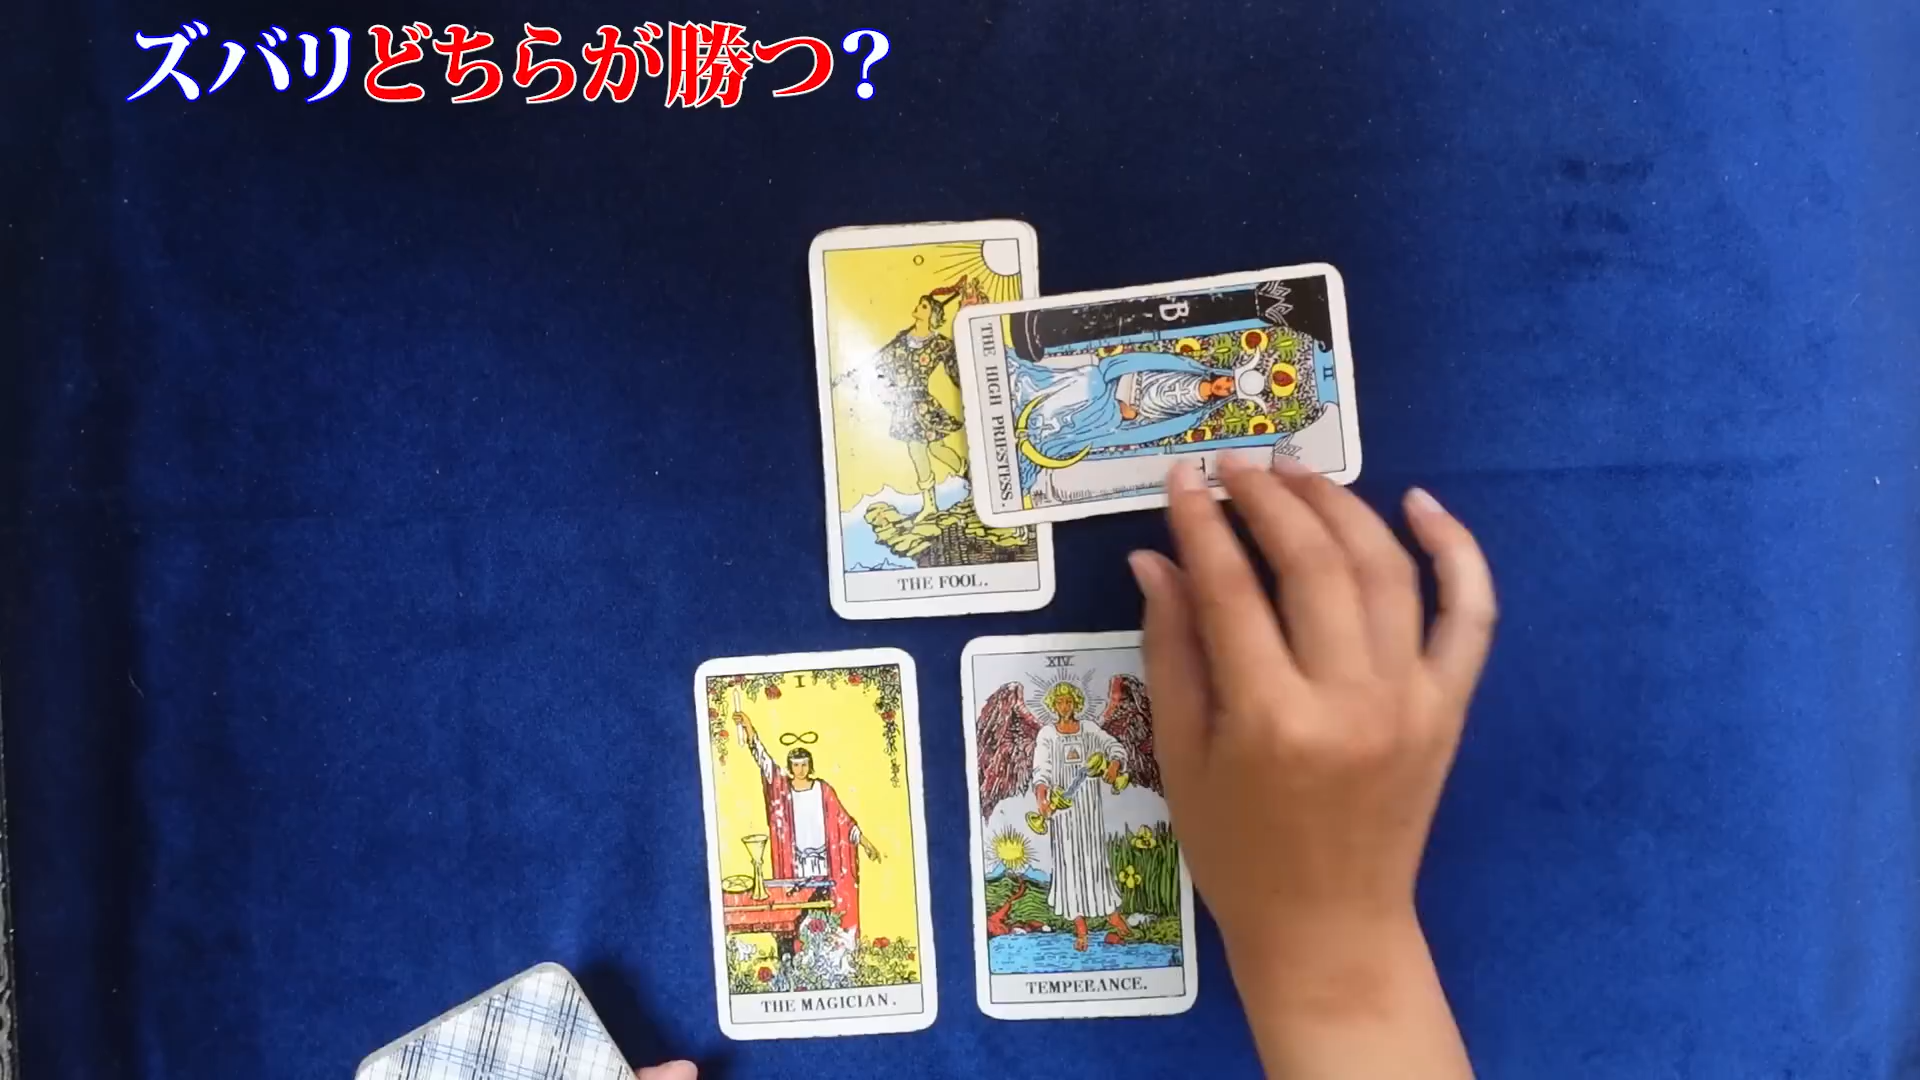 ズバリどちらが勝つ？
O
B
II
THE HIGH PRIESTESS.
THE FOOL.
I
XIV
THE MAGICIAN.
TEMPERANCE.